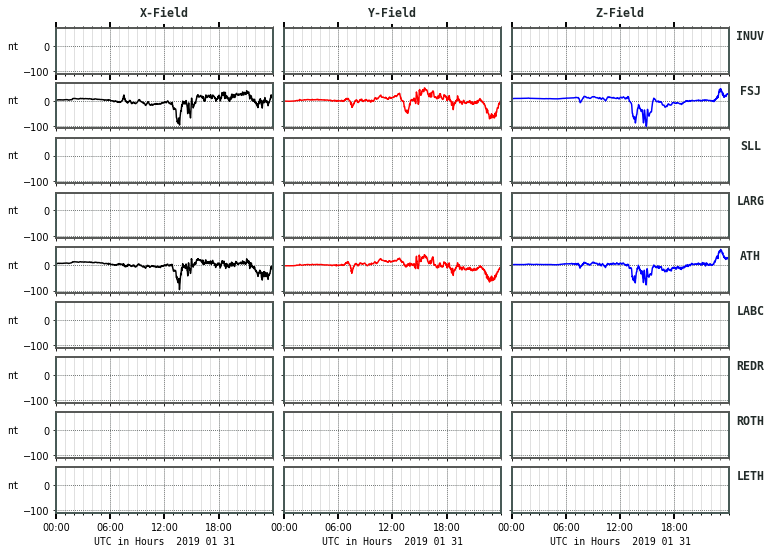 X-Field Y-Field Z-Field
nt 0 INUV
−100
nt 0 FSJ
−100
nt 0 SLL
−100
nt 0 LARG
−100
nt 0 ATH
−100
nt 0 LABC
−100
nt 0 REDR
−100
nt 0 ROTH
−100
nt 0 LETH
−100
00:00 06:00 12:00 18:00 00:00 06:00 12:00 18:00 00:00 06:00 12:00 18:00
UTC in Hours 2019 01 31 UTC in Hours 2019 01 31 UTC in Hours 2019 01 31